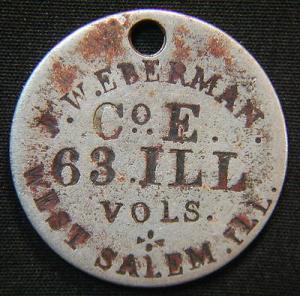 W. EBERMAN.
Co. E.
63. ILL
VOLS.
WEST SALEM. ILL.